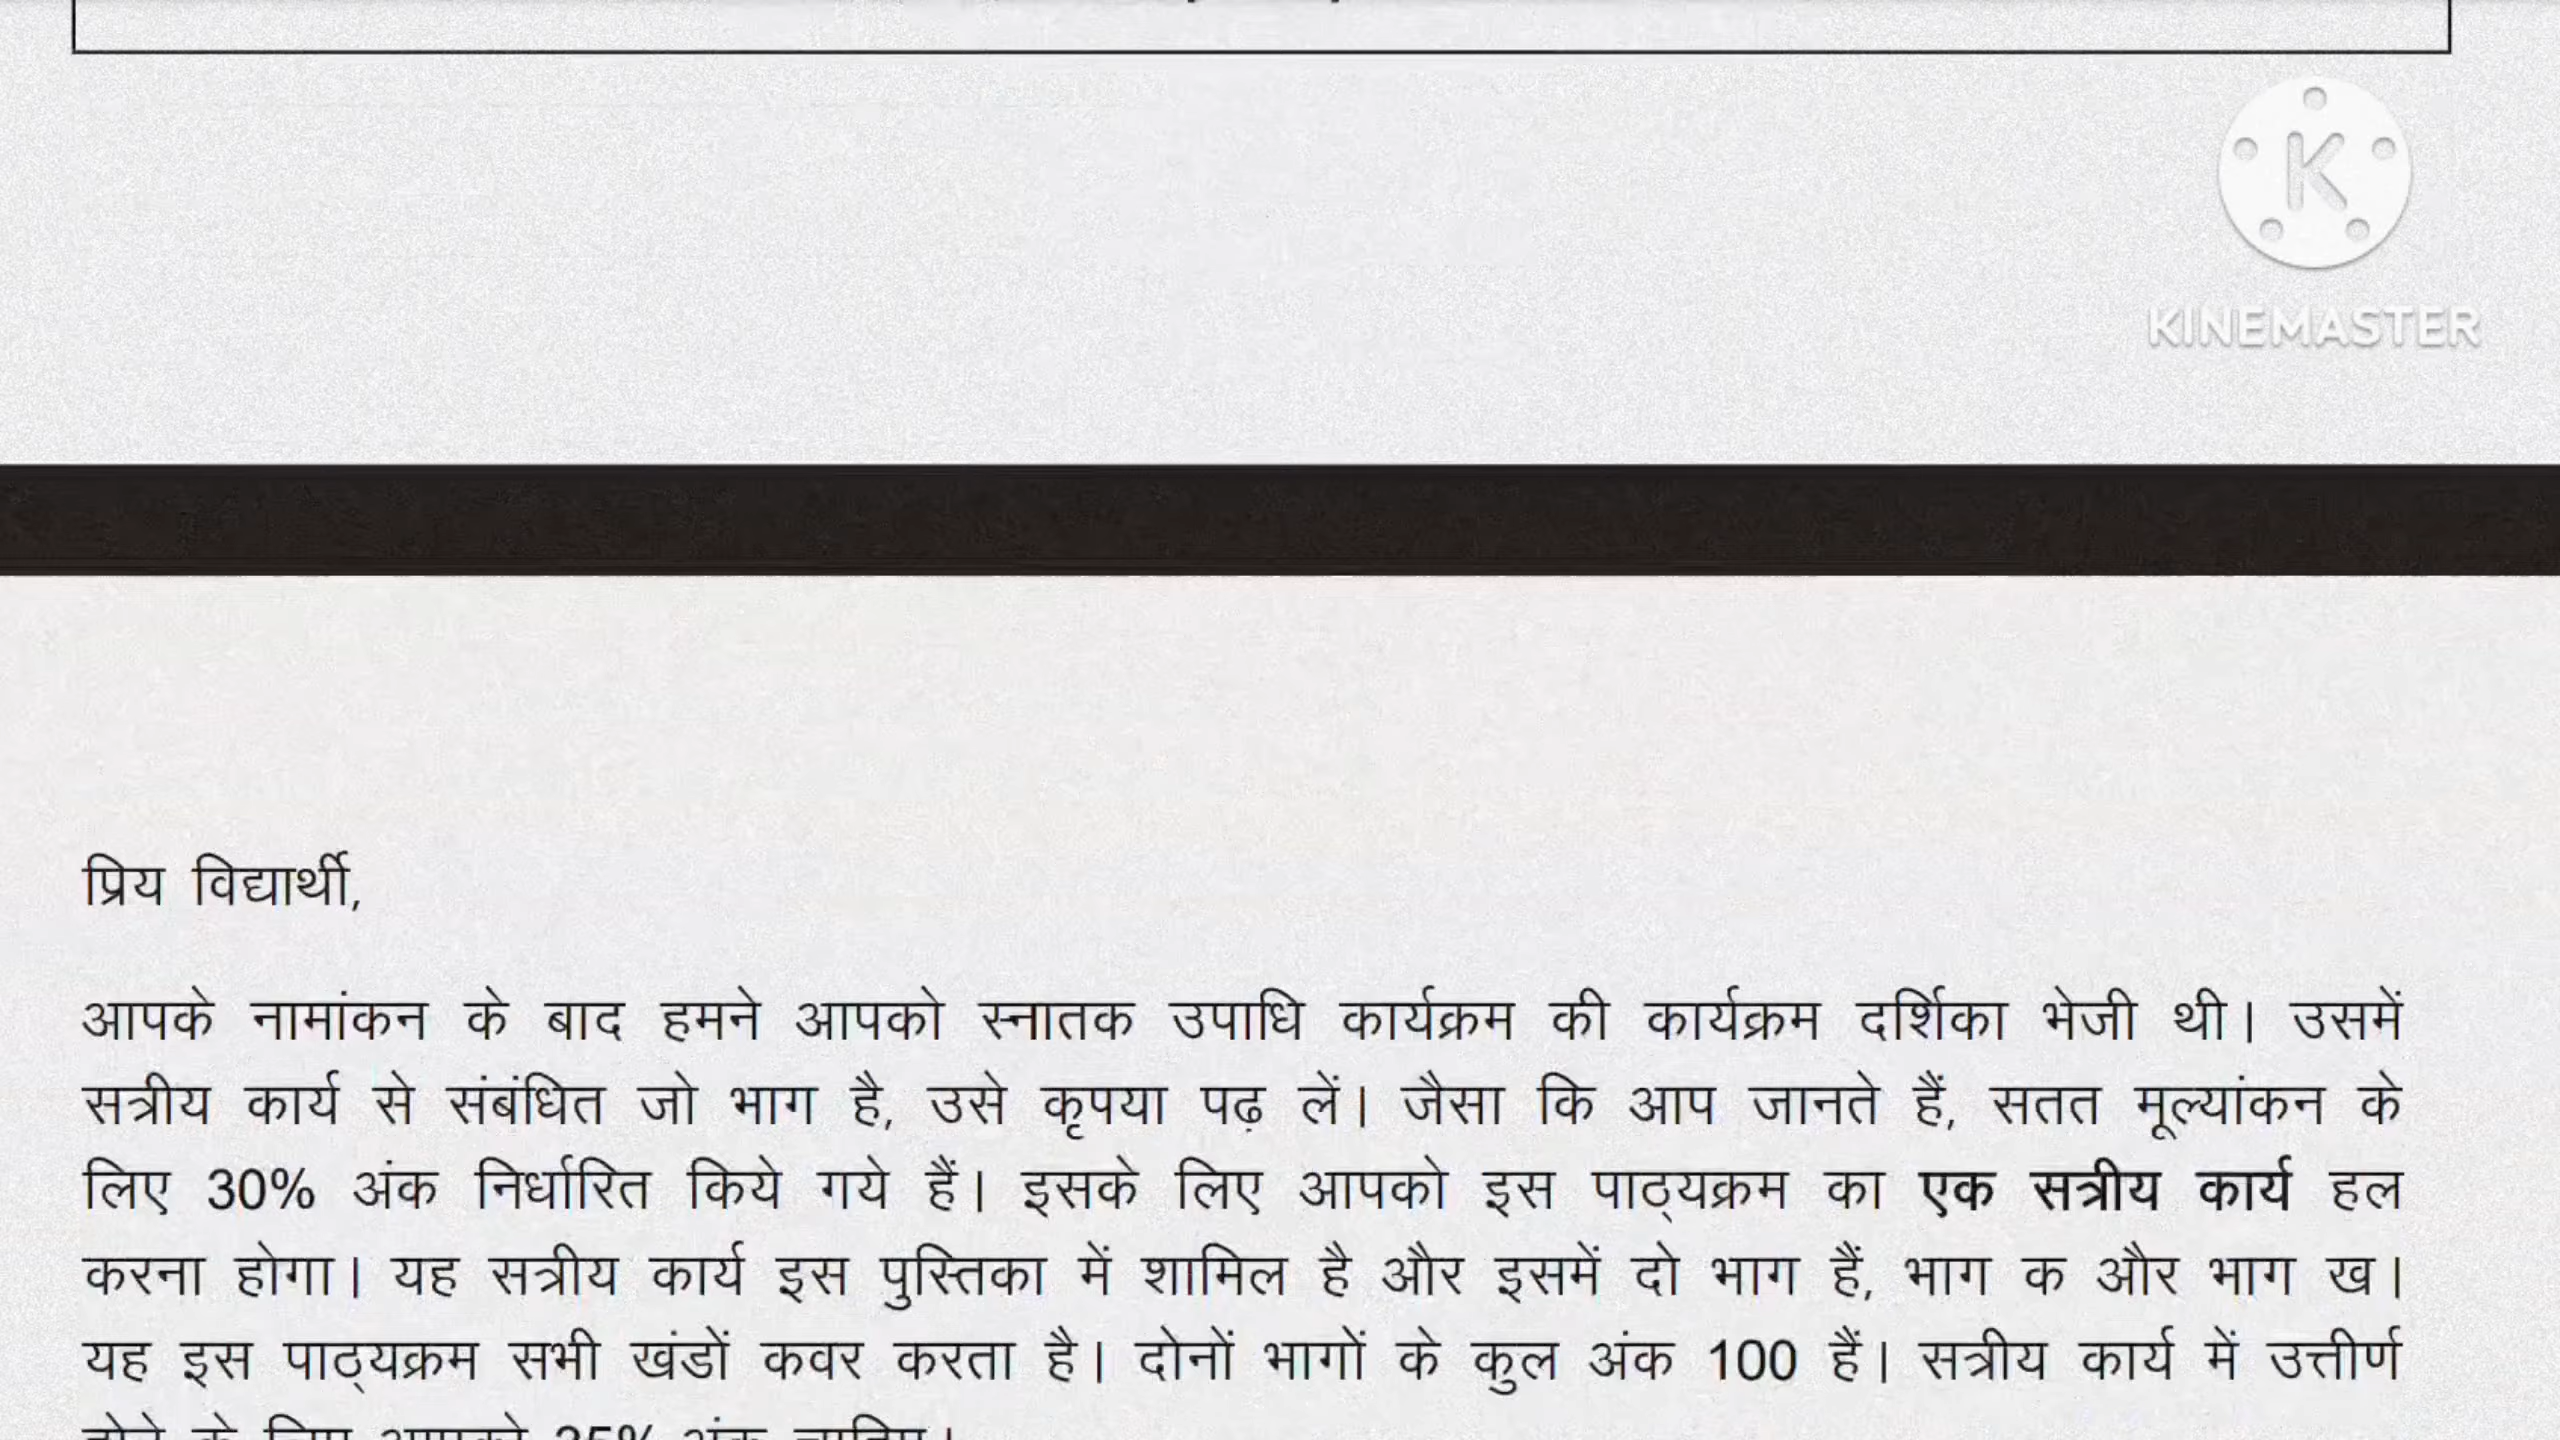 KINEMASTER
प्रिय विद्यार्थी,
आपके नामांकन के बाद हमने आपको स्नातक उपाधि कार्यक्रम की कार्यक्रम दर्शिका भेजी थी। उसमें
सत्रीय कार्य से संबंधित जो भाग है, उसे कृपया पढ़ लें। जैसा कि आप जानते हैं, सतत मूल्यांकन के
लिए 30% अंक निर्धारित किये गये हैं। इसके लिए आपको इस पाठ्यक्रम का एक सत्रीय कार्य हल
करना होगा। यह सत्रीय कार्य इस पुस्तिका में शामिल है और इसमें दो भाग हैं, भाग क और भाग ख।
यह इस पाठ्यक्रम सभी खंडों कवर करता है। दोनों भागों के कुल अंक 100 हैं। सत्रीय कार्य में उत्तीर्ण
होने के लिए आपको 35% अंक चाहिए।